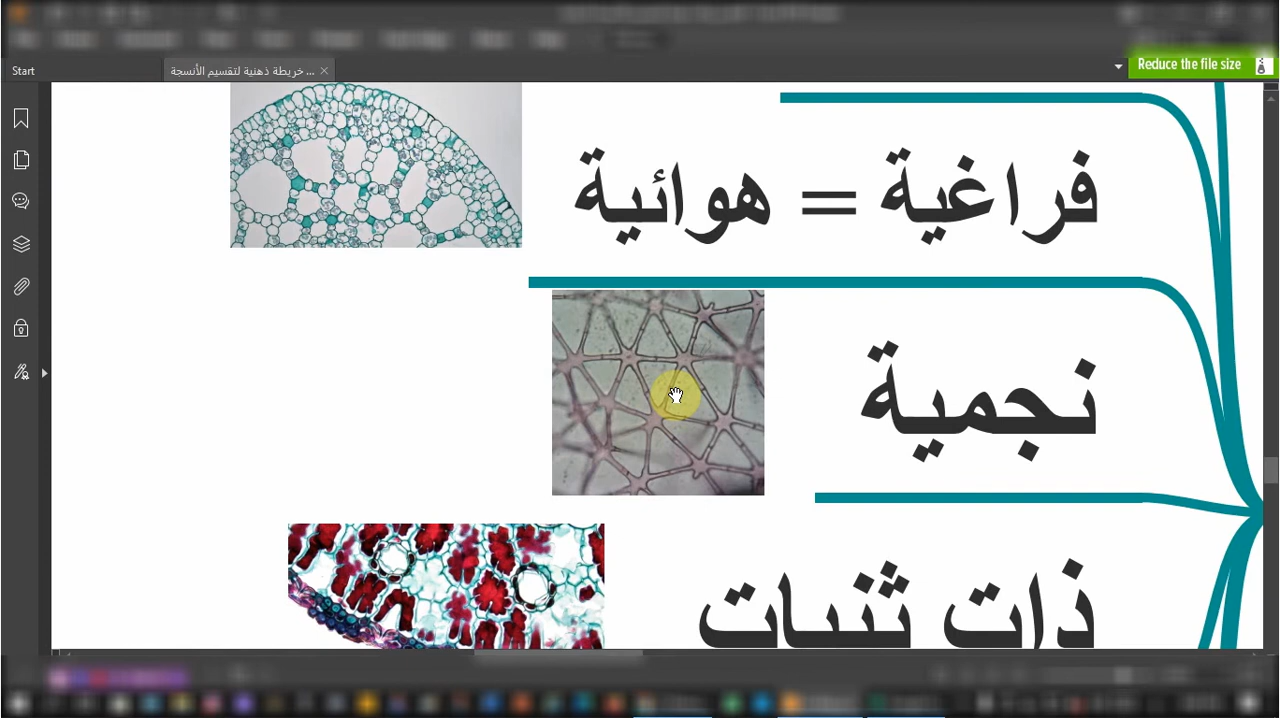 Reduce the file size
Start
خريطة ذهنية لتقسيم الأنسجة ...
فراغية = هوائية
نجمية
ذات ثنيات